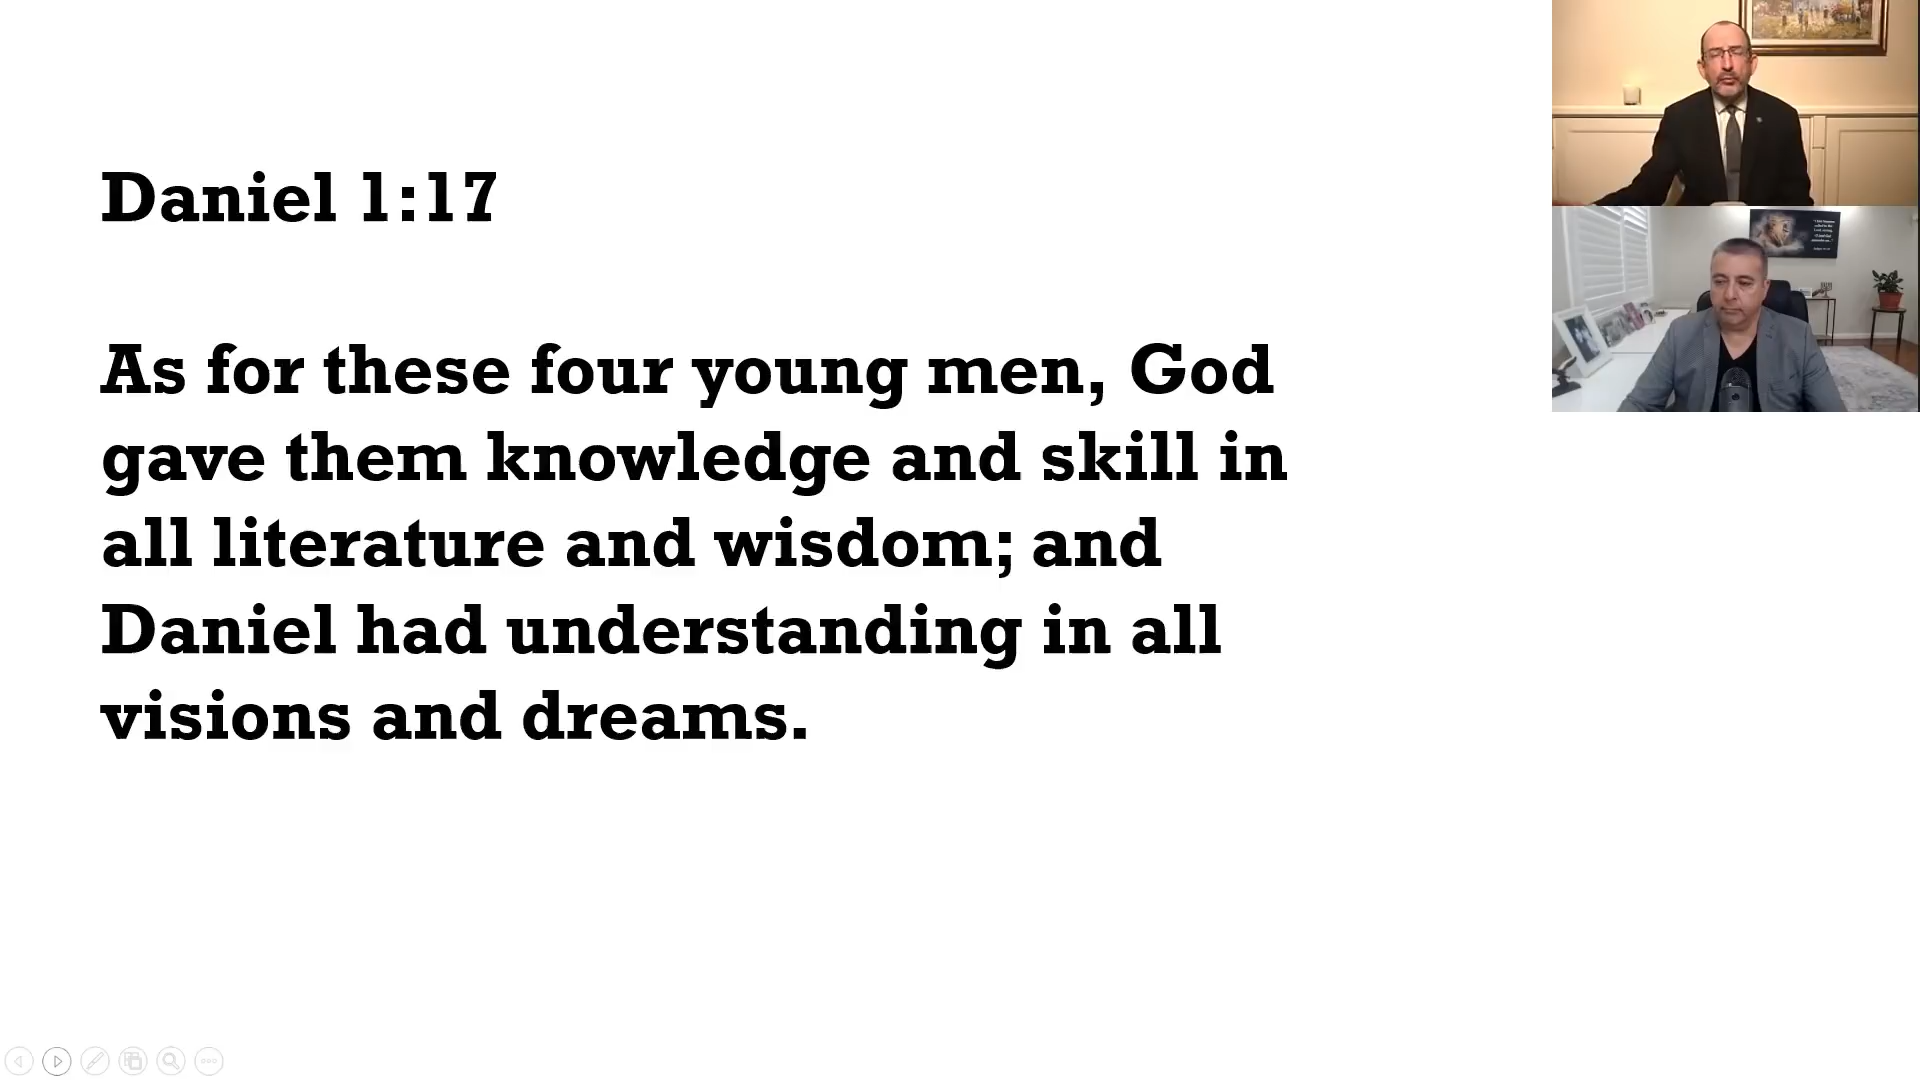 Daniel 1:17
As for these four young men, God
gave them knowledge and skill in
all literature and wisdom; and
Daniel had understanding in all
visions and dreams.